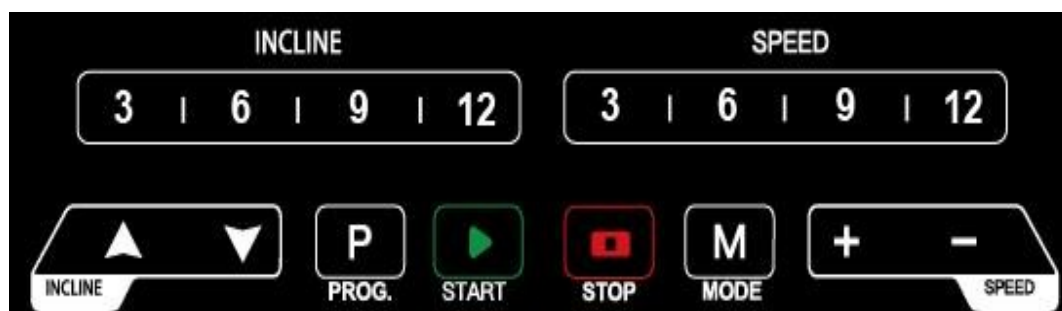 INCLINE SPEED
3 | 6 | 9 | 12 3 | 6 | 9 | 12
P M + -
INCLINE PROG. START STOP MODE SPEED